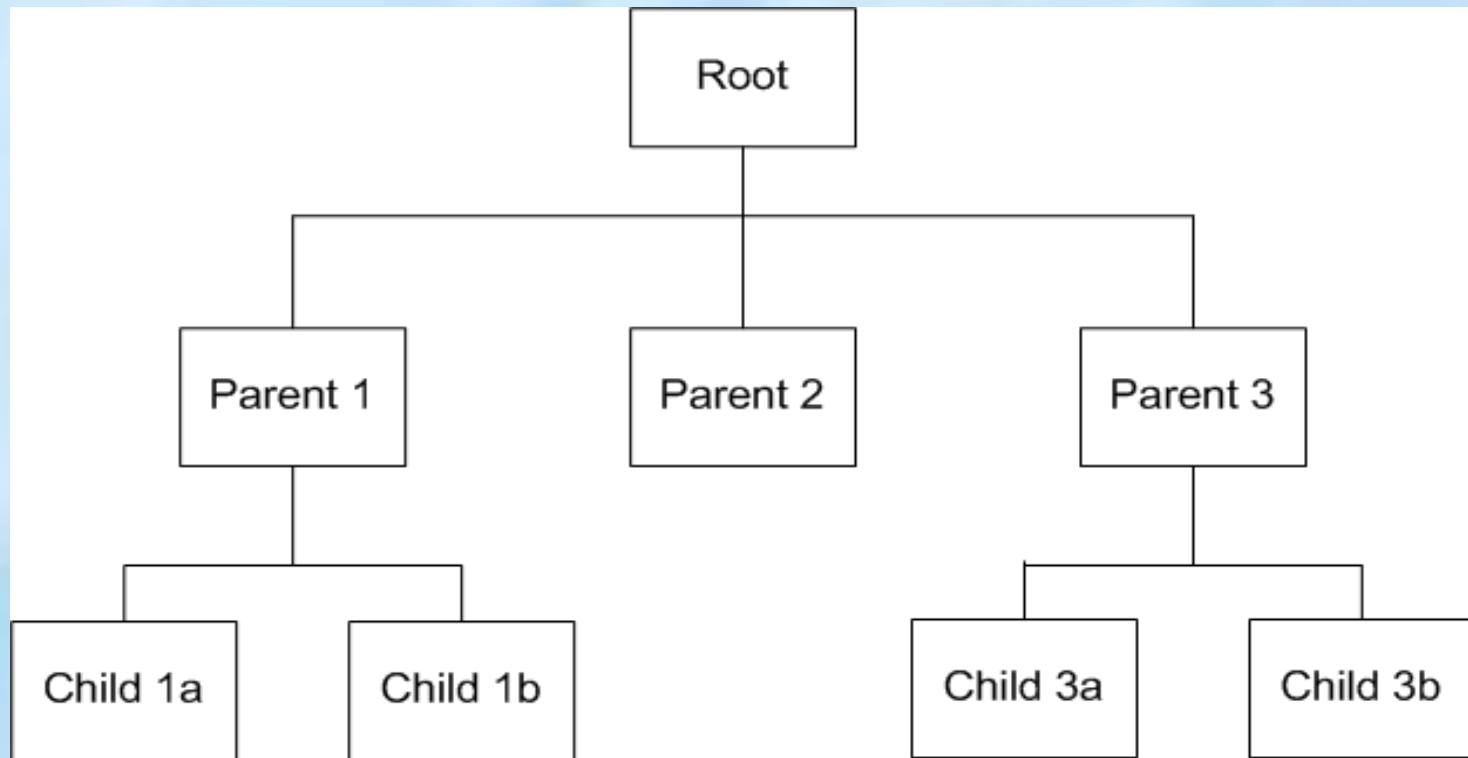 Root
Parent 1
Parent 2
Parent 3
Child 1a
Child 1b
Child 3a
Child 3b